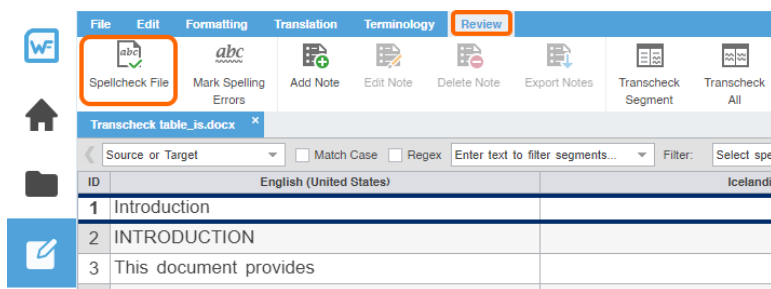 File Edit Formatting Translation Terminology Review
WF
abc abc
Spellcheck File Mark Spelling Errors Add Note Edit Note Delete Note Export Notes Transcheck Segment Transcheck All
Transcheck table_is.docx ×
Source or Target Match Case Regex Enter text to filter segments... Filter: Select spe
ID English (United States) Icelandi
1 Introduction
2 INTRODUCTION
3 This document provides